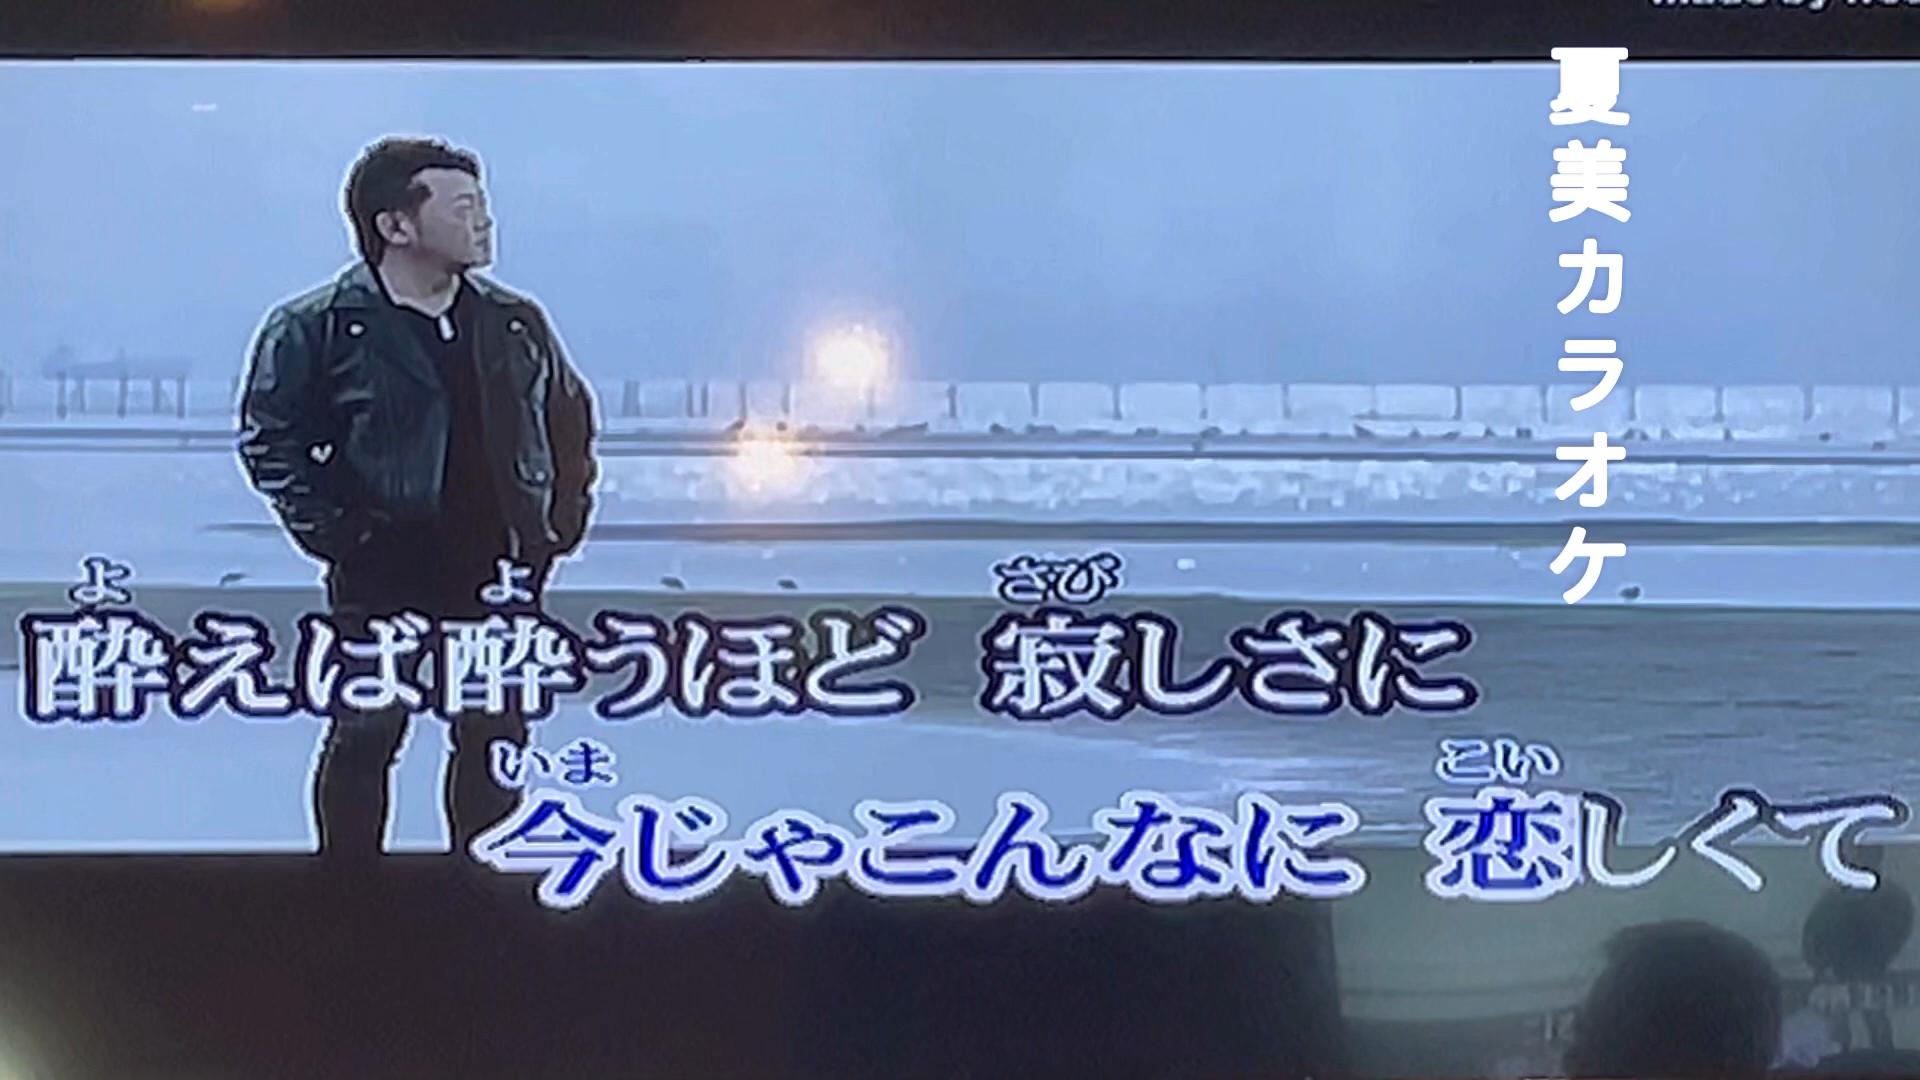 夏美カラオケ
よ よ さび
酔えば酔うほど 寂しさに
いま こい
今じゃこんなに 恋しくて